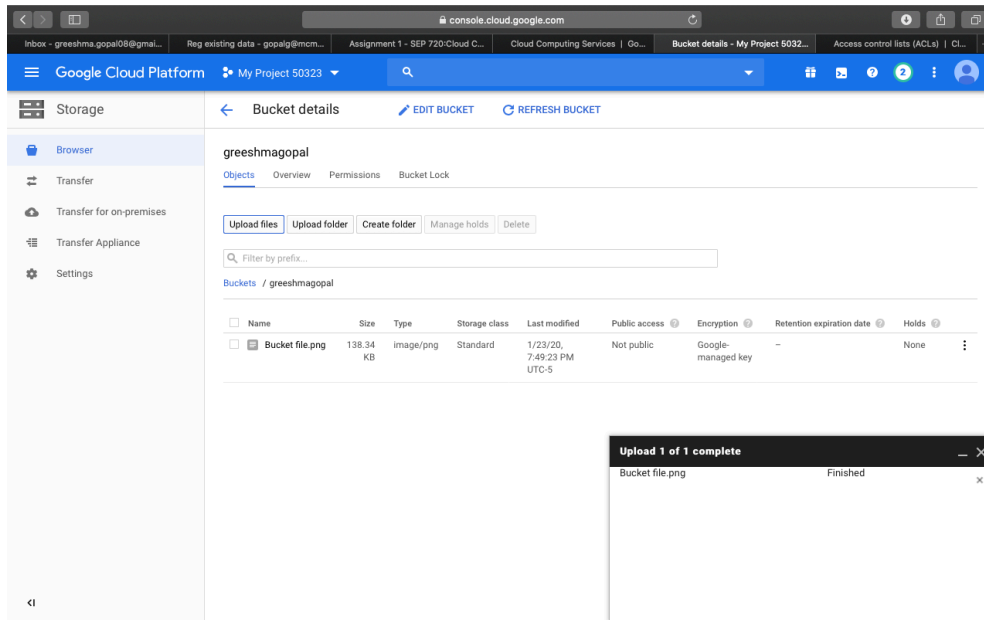 console.cloud.google.com
Inbox - greeshma.gopal08@gmai...
Reg existing data - gopalg@mcm...
Assignment 1 - SEP 720:Cloud C...
Cloud Computing Services | Go...
Bucket details - My Project 5032...
Access control lists (ACLs) | Cl...
Google Cloud Platform
My Project 50323
2
Storage
Bucket details
EDIT BUCKET
REFRESH BUCKET
Browser
Transfer
Transfer for on-premises
Transfer Appliance
Settings
greeshmagopal
Objects Overview Permissions Bucket Lock
Upload files Upload folder Create folder Manage holds Delete
Filter by prefix...
Buckets / greeshmagopal
Name Size Type Storage class Last modified Public access Encryption Retention expiration date Holds
Bucket file.png 138.34 image/png Standard 1/23/20, Not public Google- – None
KB 7:49:23 PM managed key
UTC-5
Upload 1 of 1 complete
Bucket file.png Finished